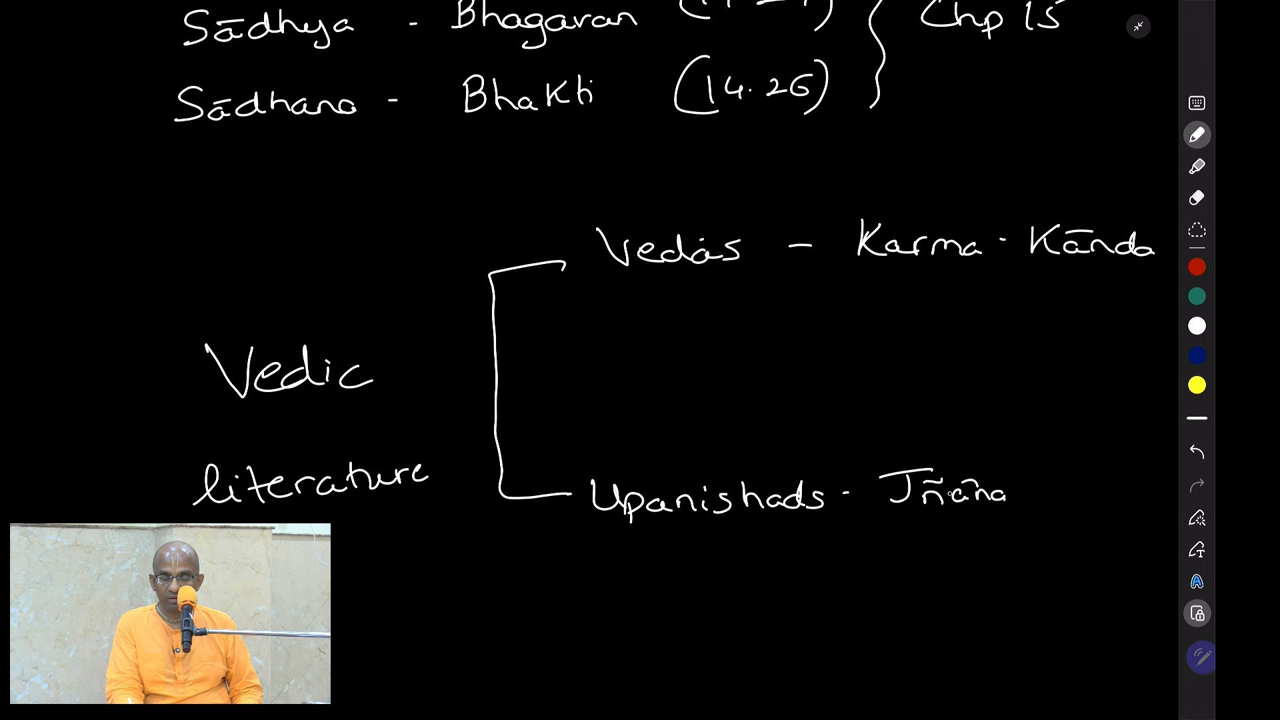 Sādhya - Bhagavan
Chp 15
Sādhana - Bhakti (14.26)
Vedās - Karma - Kānda
Vedic
literature
Upanishads - Jñāna